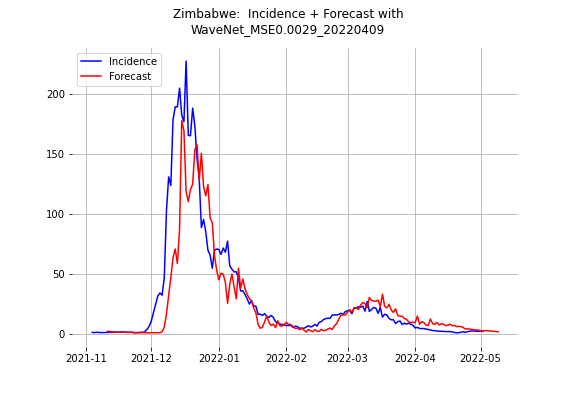 Zimbabwe:  Incidence + Forecast with
WaveNet_MSE0.0029_20220409
Incidence
Forecast
200
150
100
50
0
2021-11 2021-12 2022-01 2022-02 2022-03 2022-04 2022-05